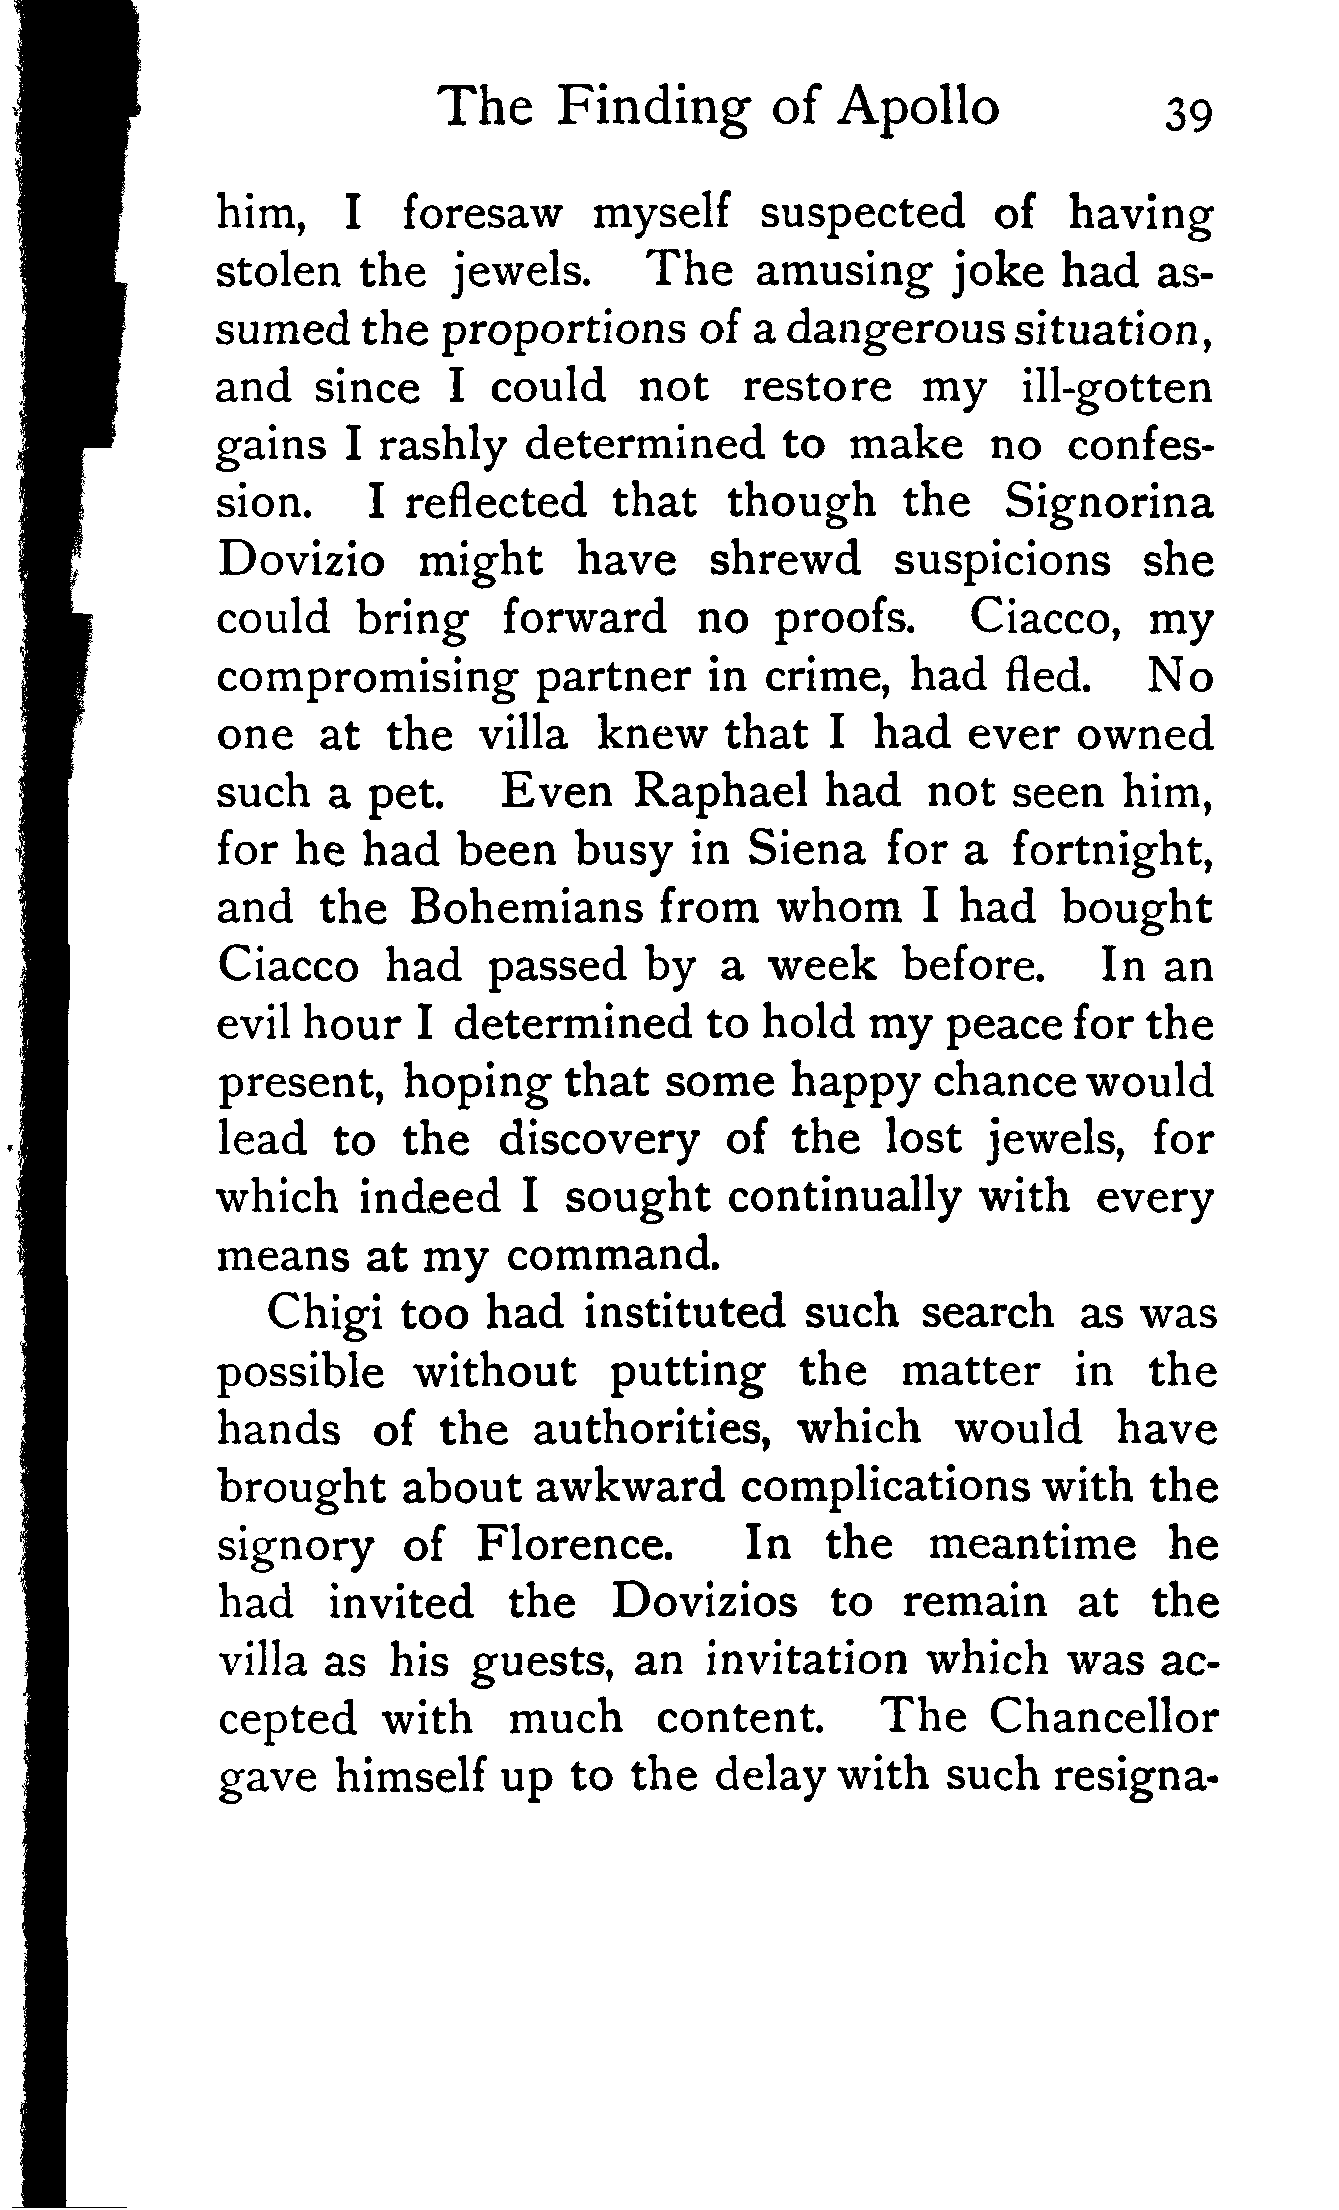 The Finding of Apollo 39
him, I foresaw myself suspected of having
stolen the jewels. The amusing joke had as-
sumed the proportions of a dangerous situation,
and since I could not restore my ill-gotten
gains I rashly determined to make no confes-
sion. I reflected that though the Signorina
Dovizio might have shrewd suspicions she
could bring forward no proofs. Ciacco, my
compromising partner in crime, had fled. No
one at the villa knew that I had ever owned
such a pet. Even Raphael had not seen him,
for he had been busy in Siena for a fortnight,
and the Bohemians from whom I had bought
Ciacco had passed by a week before. In an
evil hour I determined to hold my peace for the
present, hoping that some happy chance would
lead to the discovery of the lost jewels, for
which indeed I sought continually with every
means at my command.
Chigi too had instituted such search as was
possible without putting the matter in the
hands of the authorities, which would have
brought about awkward complications with the
signory of Florence. In the meantime he
had invited the Dovizios to remain at the
villa as his guests, an invitation which was ac-
cepted with much content. The Chancellor
gave himself up to the delay with such resigna-